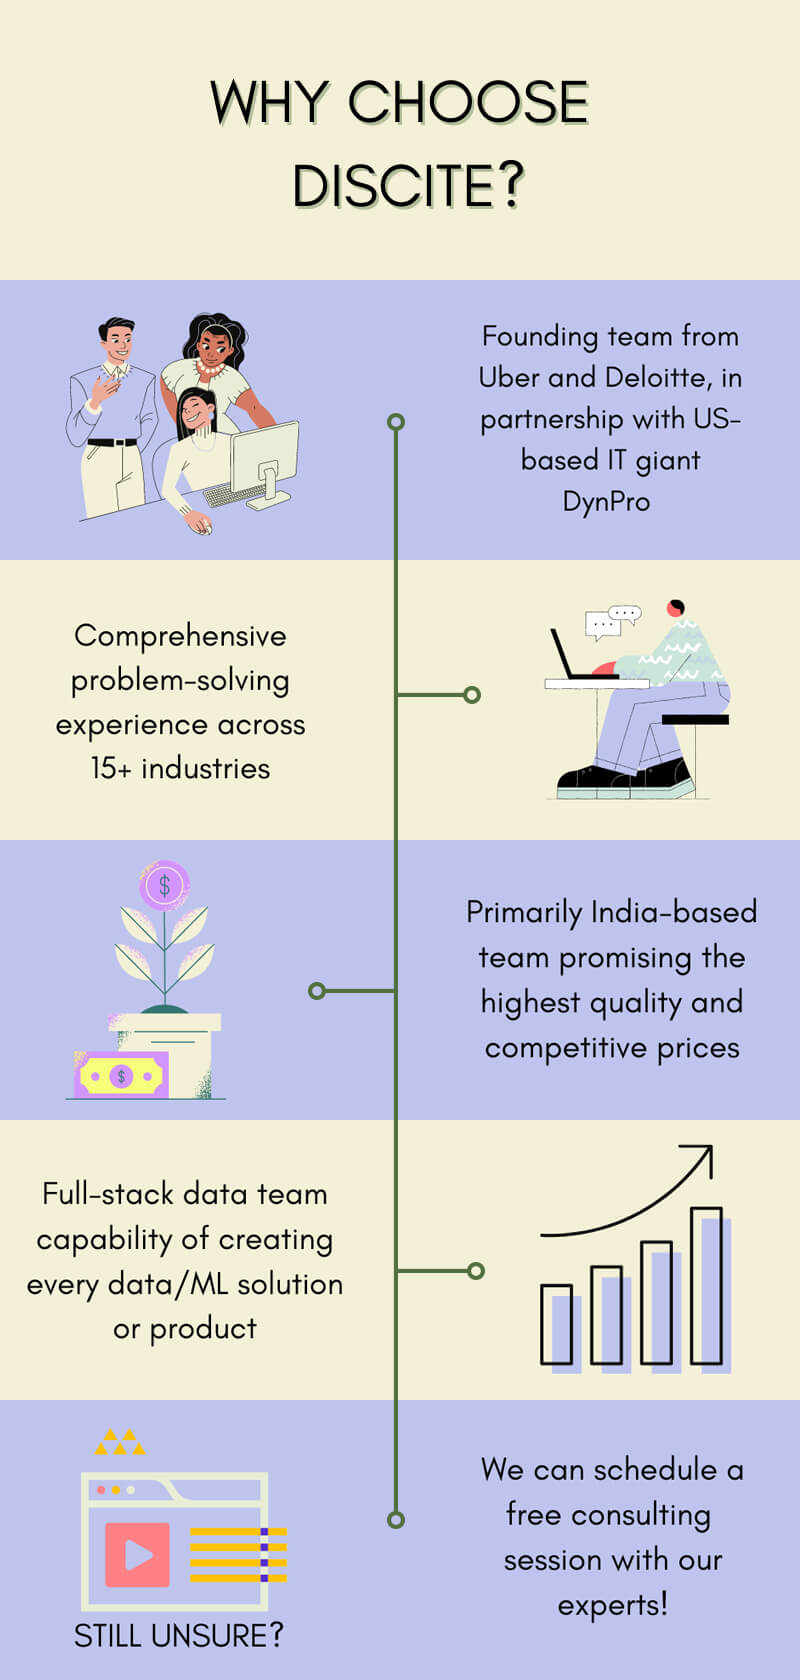 WHY CHOOSE
DISCITE?
Founding team from
Uber and Deloitte, in
partnership with US-
based IT giant
DynPro
Comprehensive
problem-solving
experience across
15+ industries
$
$
Primarily India-based
team promising the
highest quality and
competitive prices
Full-stack data team
capability of creating
every data/ML solution
or product
STILL UNSURE?
We can schedule a
free consulting
session with our
experts!